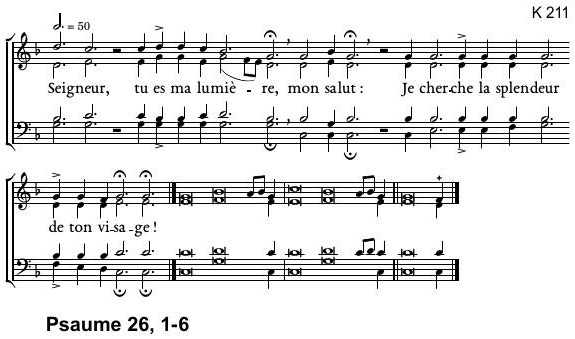 K 211
= 50
Seigneur, tu es ma lumiè - re, mon salut : Je cher-che la splendeur
de ton vi-sa-ge !
Psaume 26, 1-6